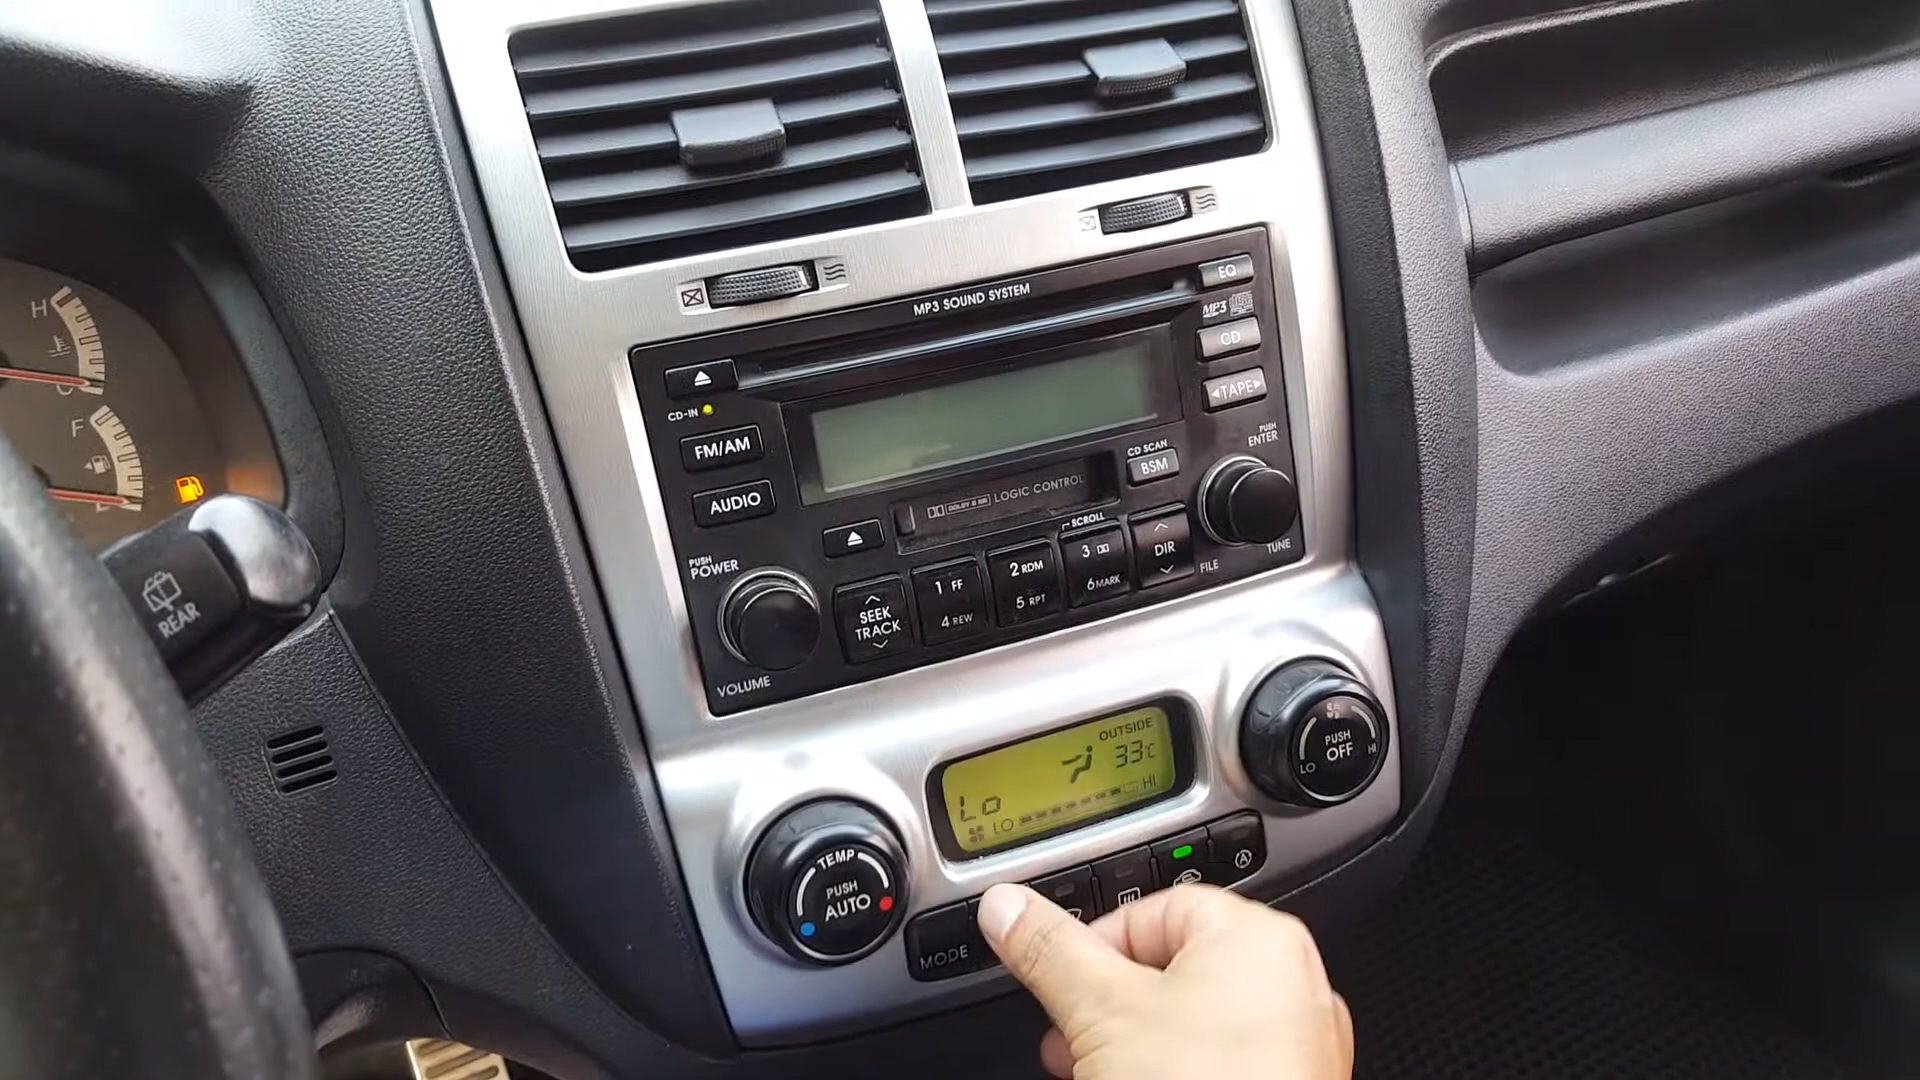 H
C
F
E
REAR
MP3 SOUND SYSTEM
EQ
MP3
CD
TAPE
CD-IN
FM/AM
AUDIO
CD SCAN
BSM
PUSH
ENTER
DOLBY B NR LOGIC CONTROL
PUSH
POWER
VOLUME
SEEK
TRACK
1 FF
4 REW
2 RDM
5 RPT
SCROLL
3
6 MARK
DIR
FILE
TUNE
OUTSIDE
33°C
Lo
LO HI
TEMP
PUSH
AUTO
PUSH
OFF
LO HI
MODE
A